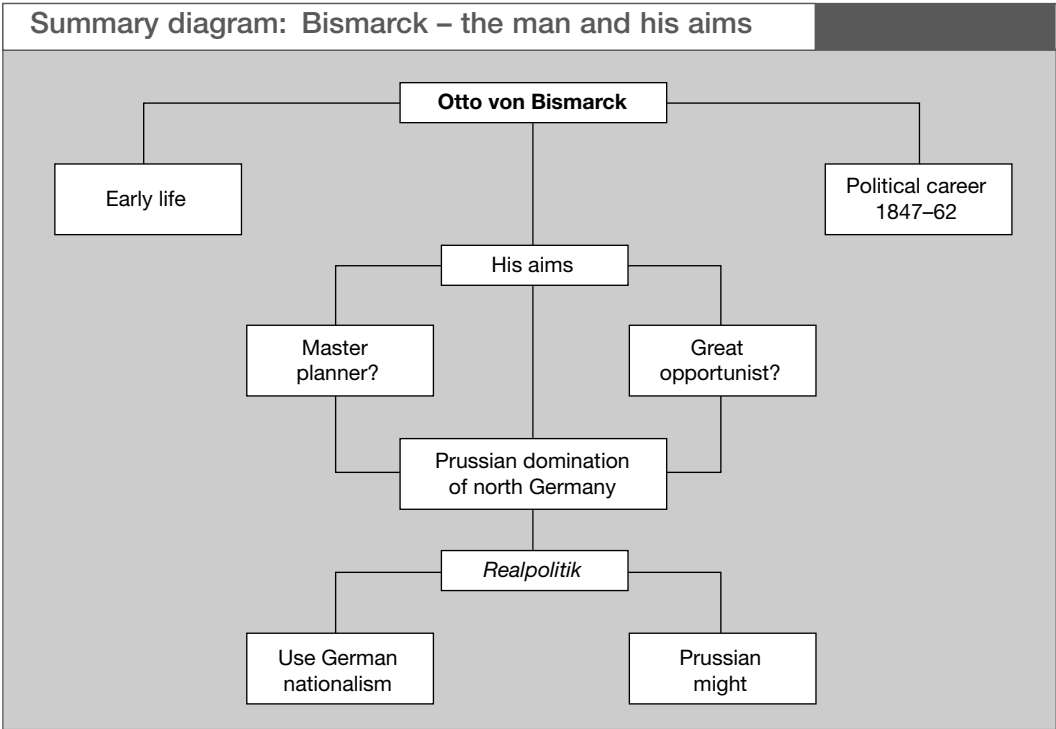 Summary diagram: Bismarck – the man and his aims
Otto von Bismarck
Early life
Political career
1847–62
His aims
Master
planner?
Great
opportunist?
Prussian domination
of north Germany
Realpolitik
Use German
nationalism
Prussian
might